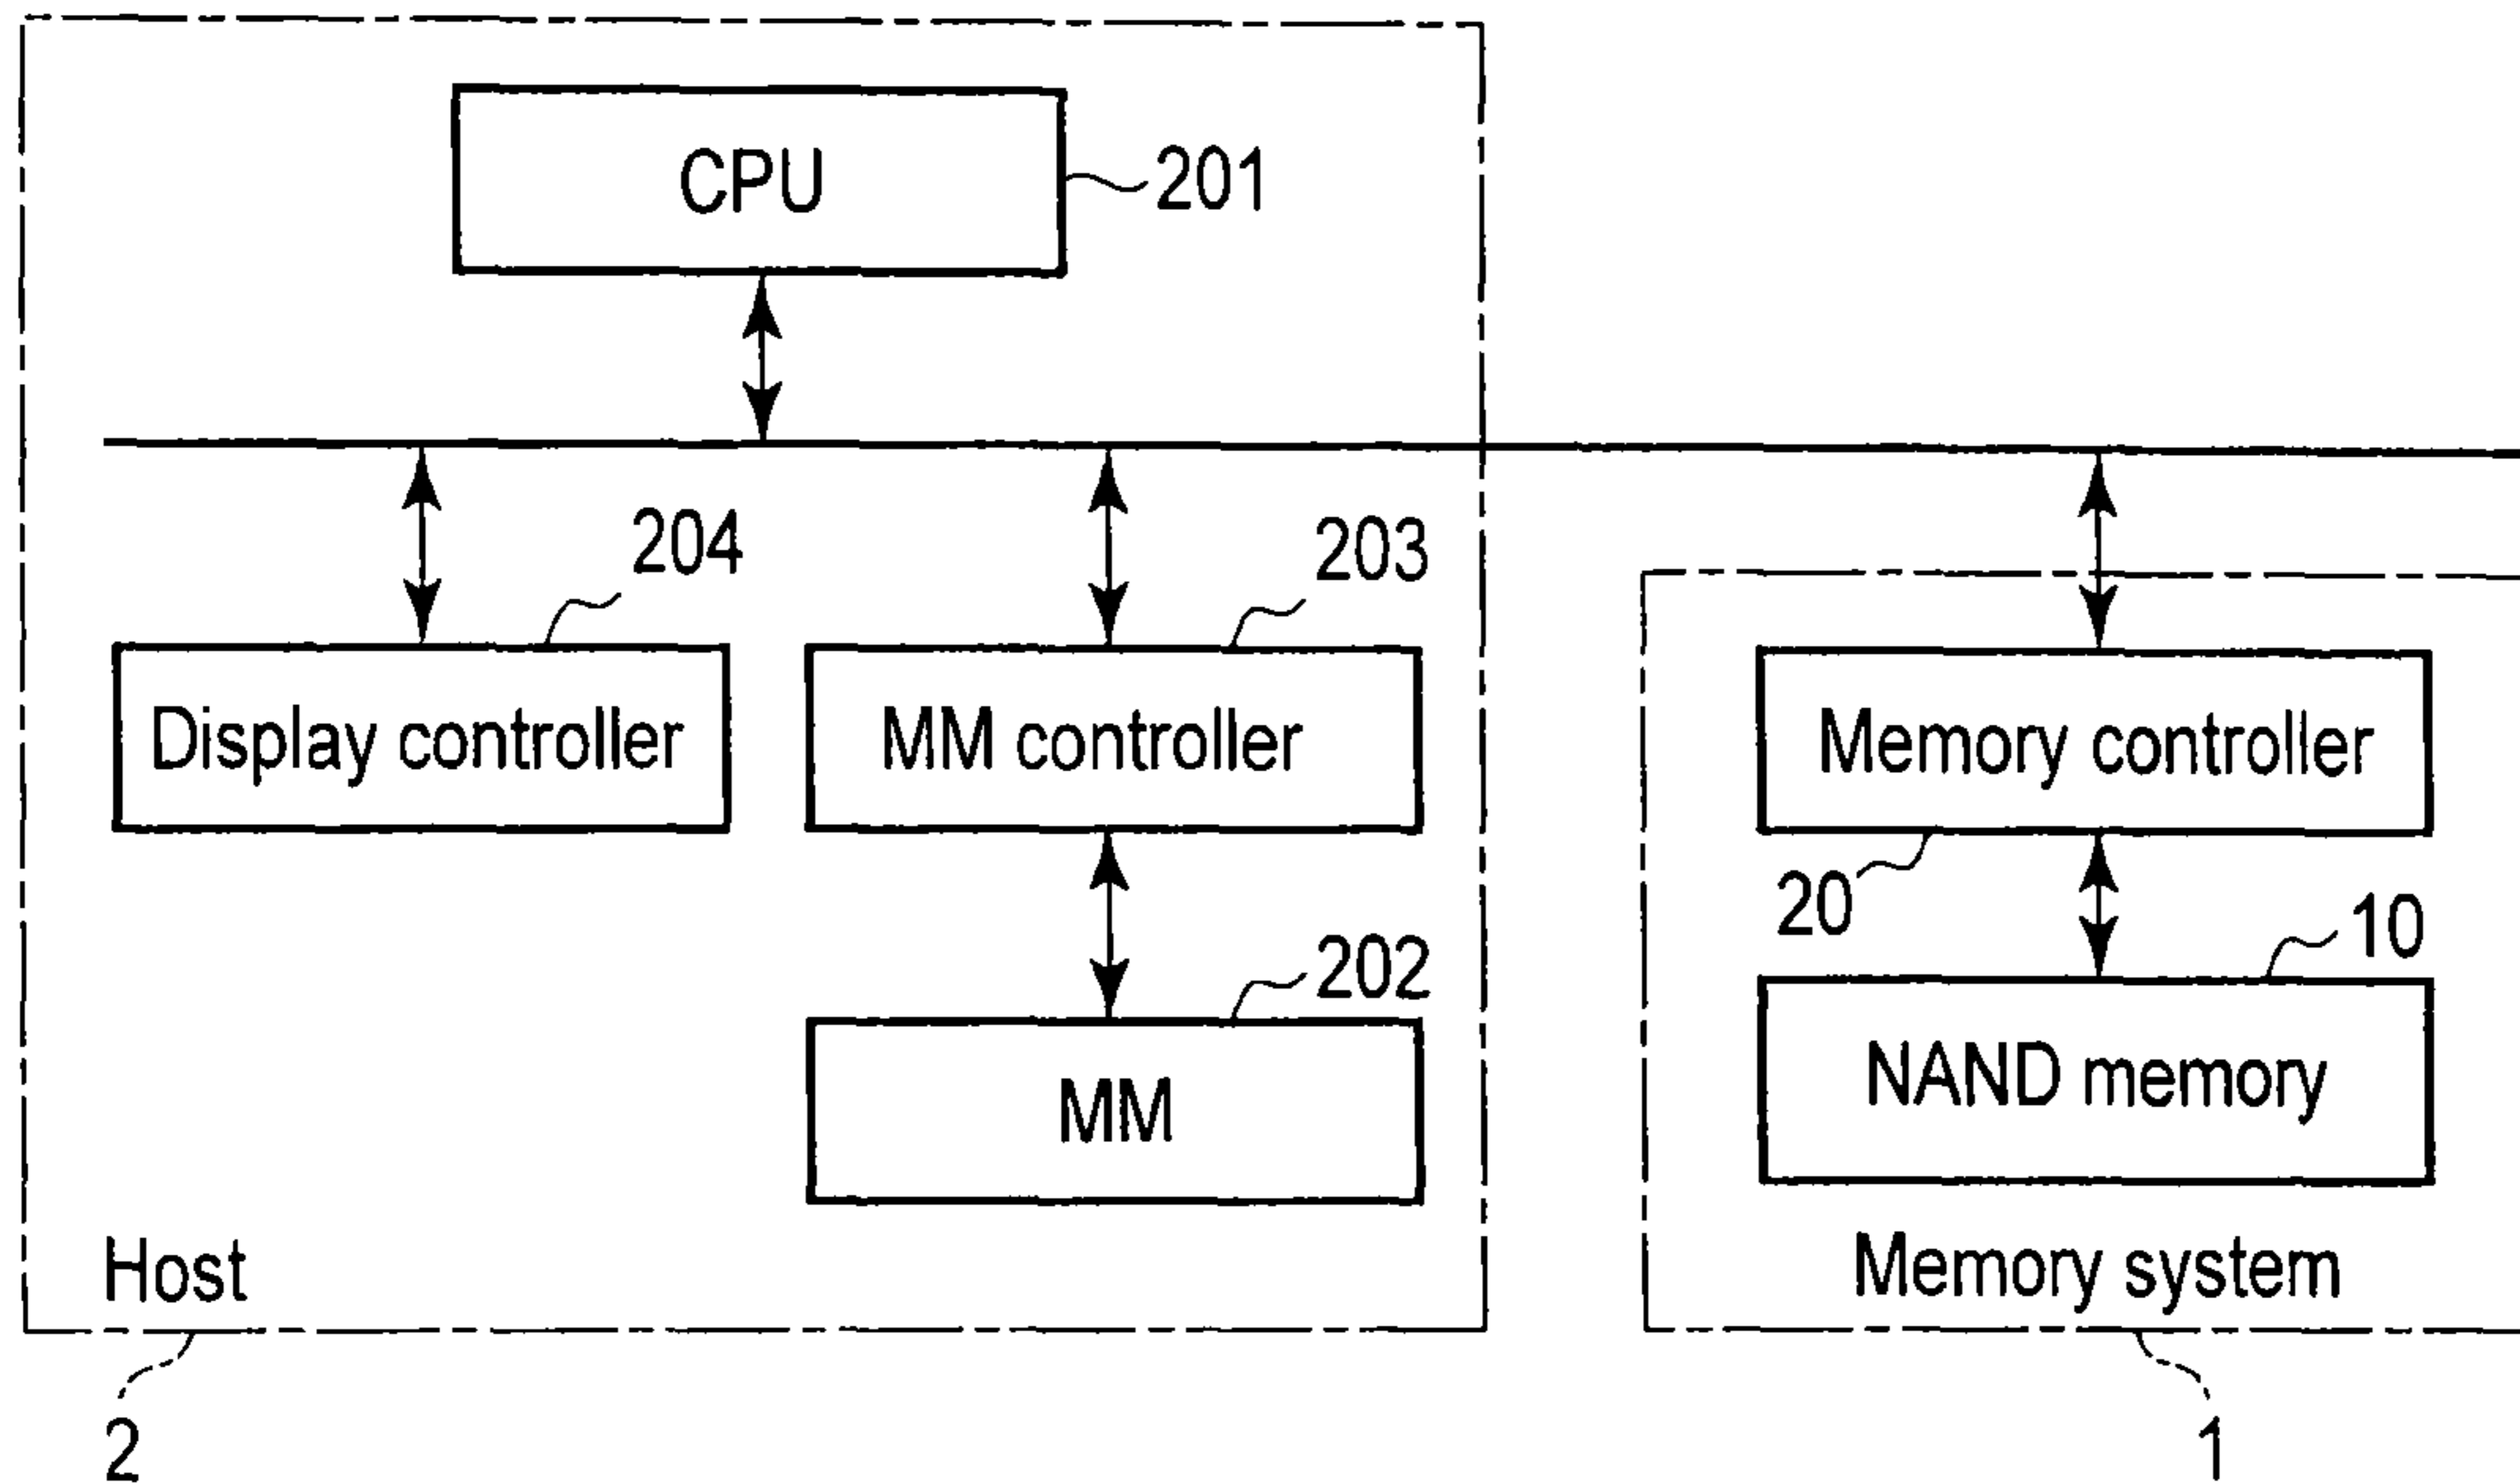 CPU
201
204
203
Display controller
MM controller
Memory controller
20
10
202
MM
NAND memory
Host
Memory system
2
1